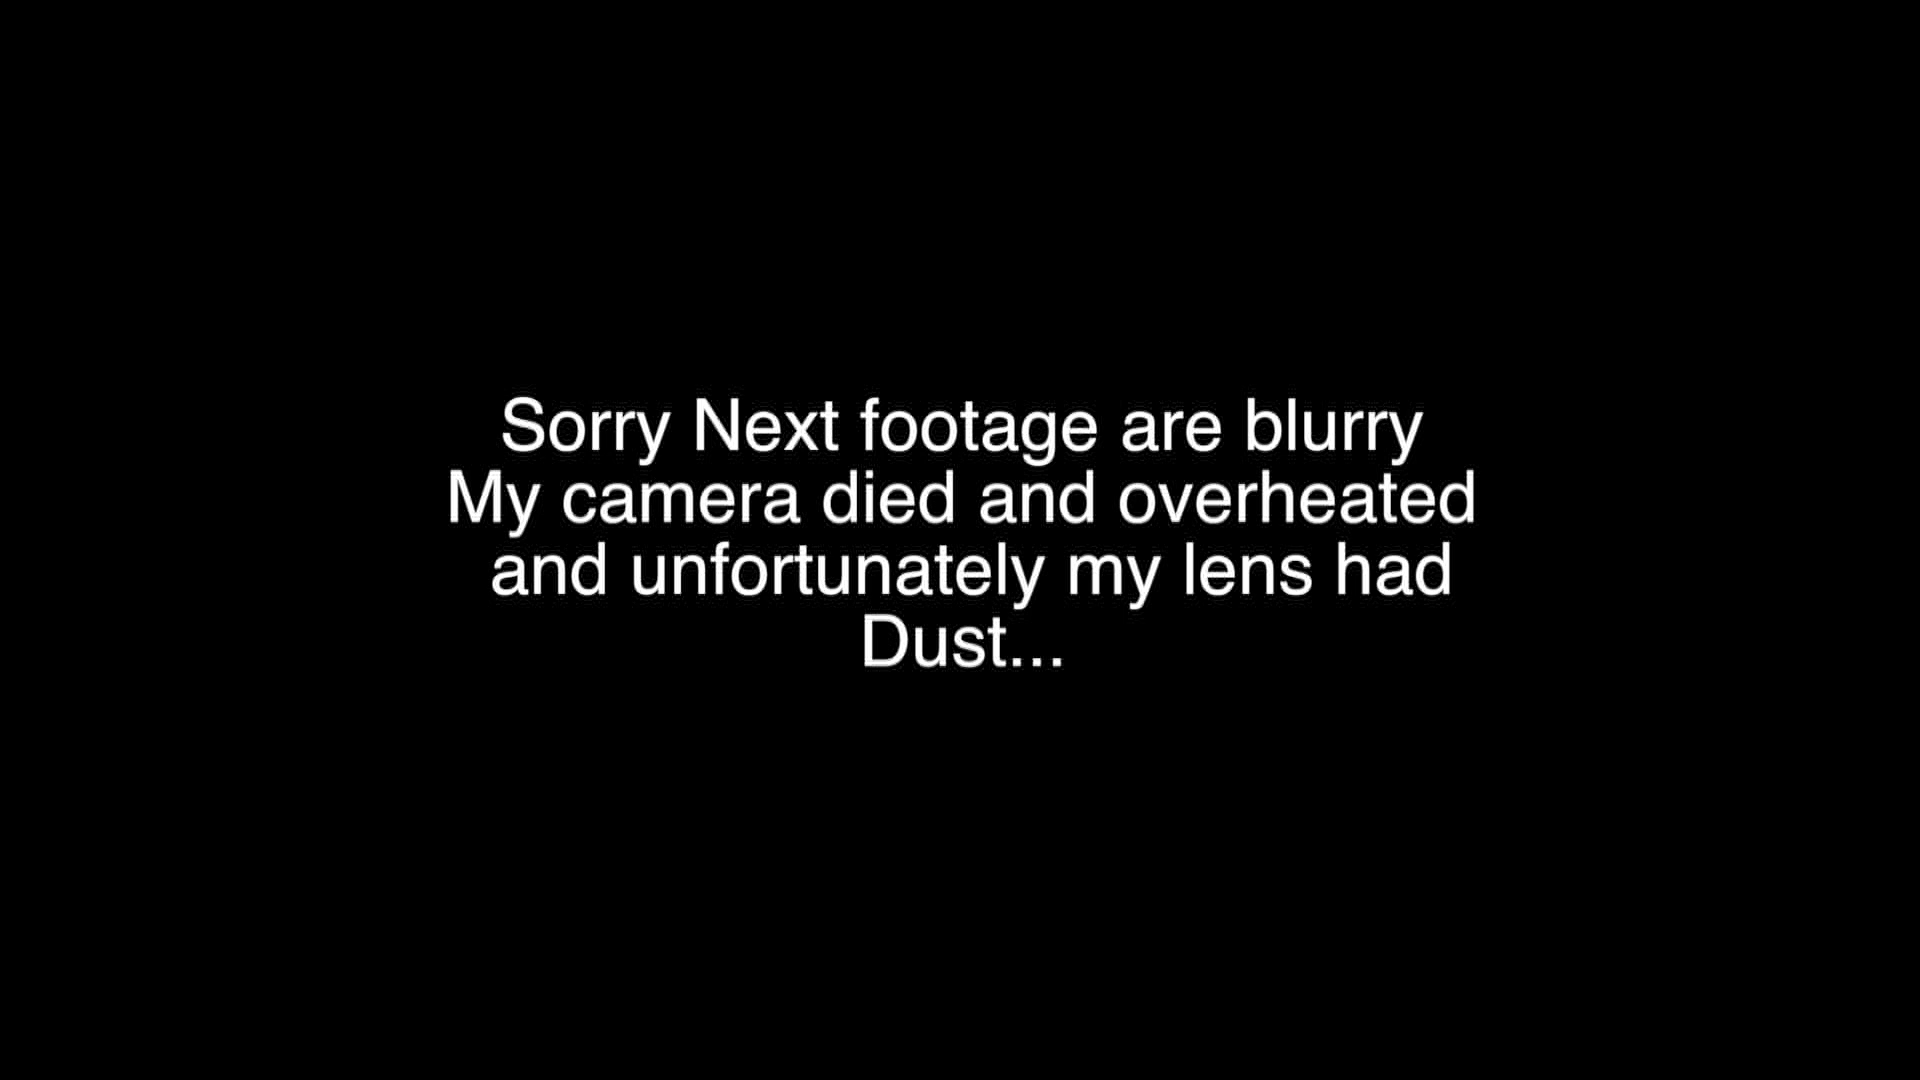 Sorry Next footage are blurry
My camera died and overheated
and unfortunately my lens had
Dust...